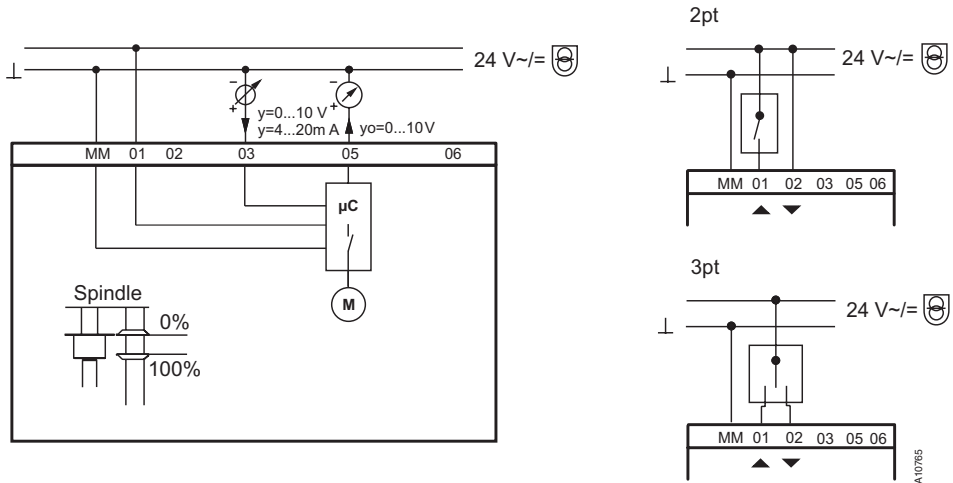 24 V~/=
⊥
− −
+ +
y=0...10 V
y=4...20m A yo=0...10V
MM 01 02 03 05 06
µC
M
Spindle
0%
100%
2pt
24 V~/=
⊥
MM 01 02 03 05 06
▲ ▼
3pt
24 V~/=
⊥
MM 01 02 03 05 06
▲ ▼
A10765